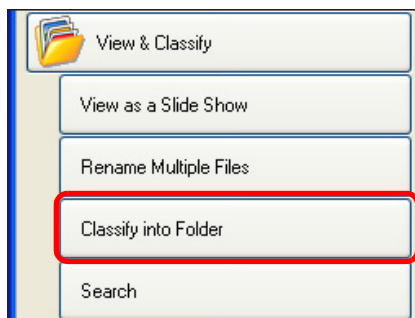 View & Classify
View as a Slide Show
Rename Multiple Files
Classify into Folder
Search